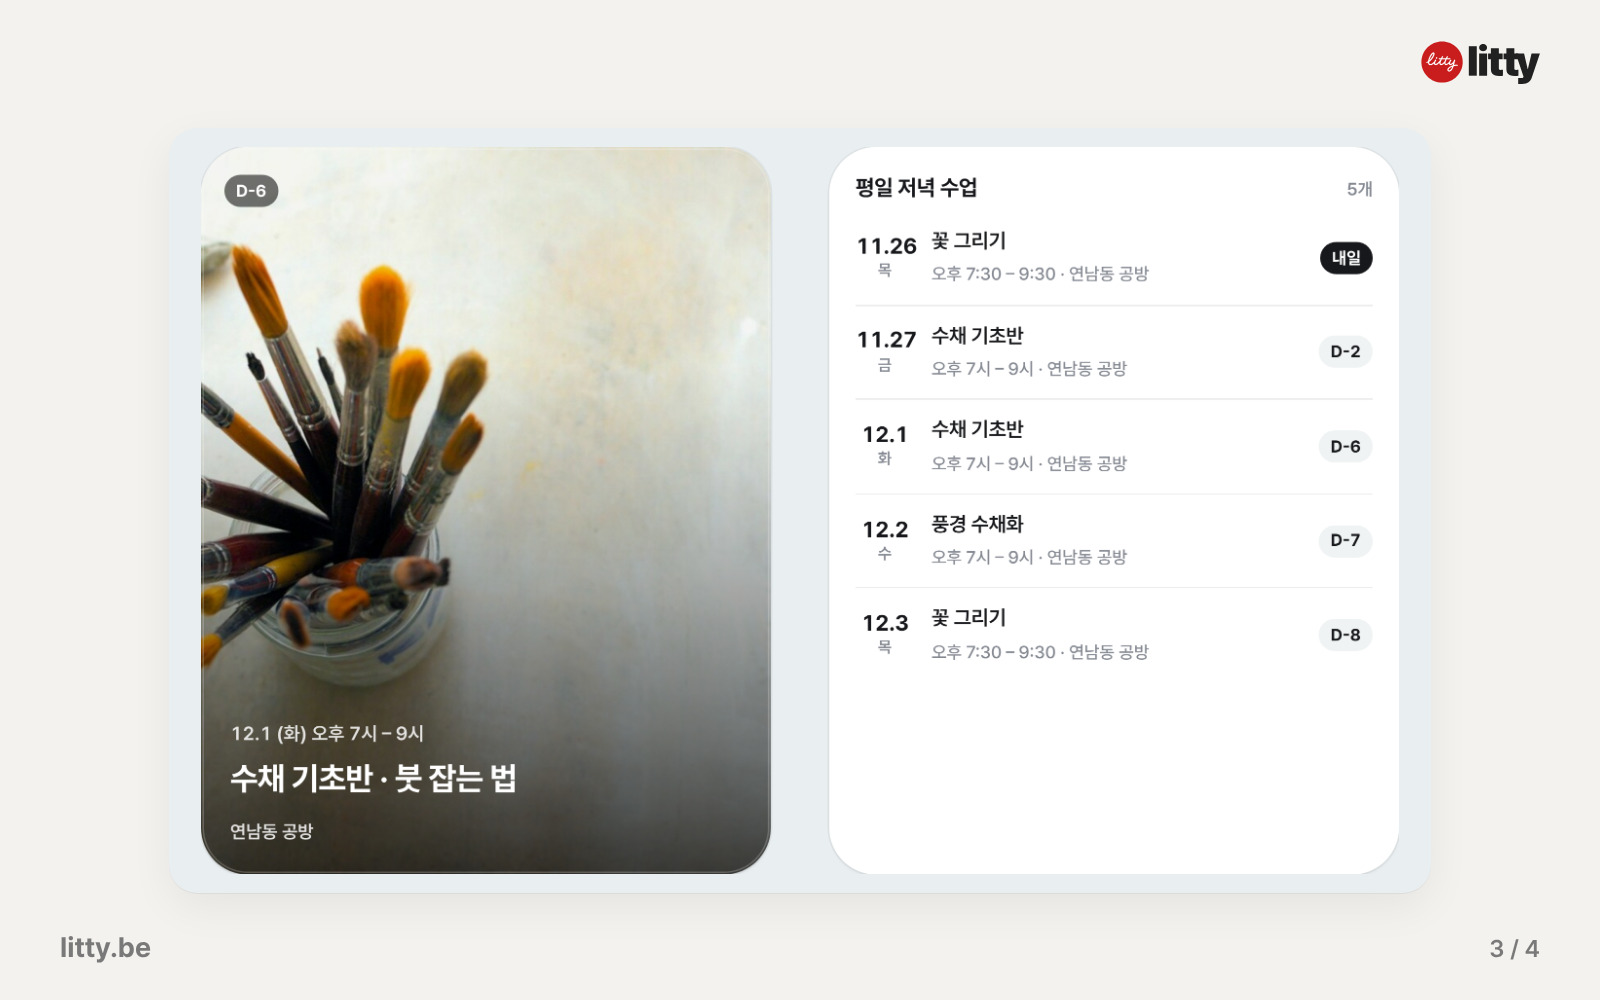 litty litty
D-6
12.1 (화) 오후 7시 – 9시
수채 기초반 · 붓 잡는 법
연남동 공방
평일 저녁 수업
5개
11.26
목
꽃 그리기
오후 7:30 – 9:30 · 연남동 공방
내일
11.27
금
수채 기초반
오후 7시 – 9시 · 연남동 공방
D-2
12.1
화
수채 기초반
오후 7시 – 9시 · 연남동 공방
D-6
12.2
수
풍경 수채화
오후 7시 – 9시 · 연남동 공방
D-7
12.3
목
꽃 그리기
오후 7:30 – 9:30 · 연남동 공방
D-8
litty.be
3 / 4